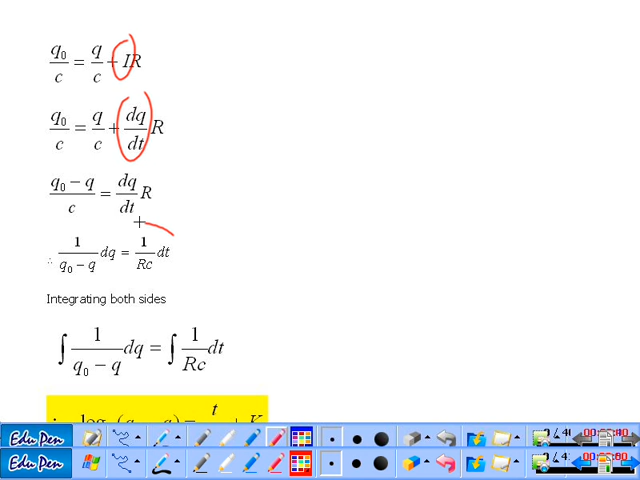 q₀/c = q/c + IR
q₀/c = q/c + dq/dt R
(q₀ − q)/c = dq/dt R
∴ 1/(q₀ − q) dq = 1/(Rc) dt
Integrating both sides
∫ 1/(q₀ − q) dq = ∫ 1/(Rc) dt
Edu Pen
Edu Pen